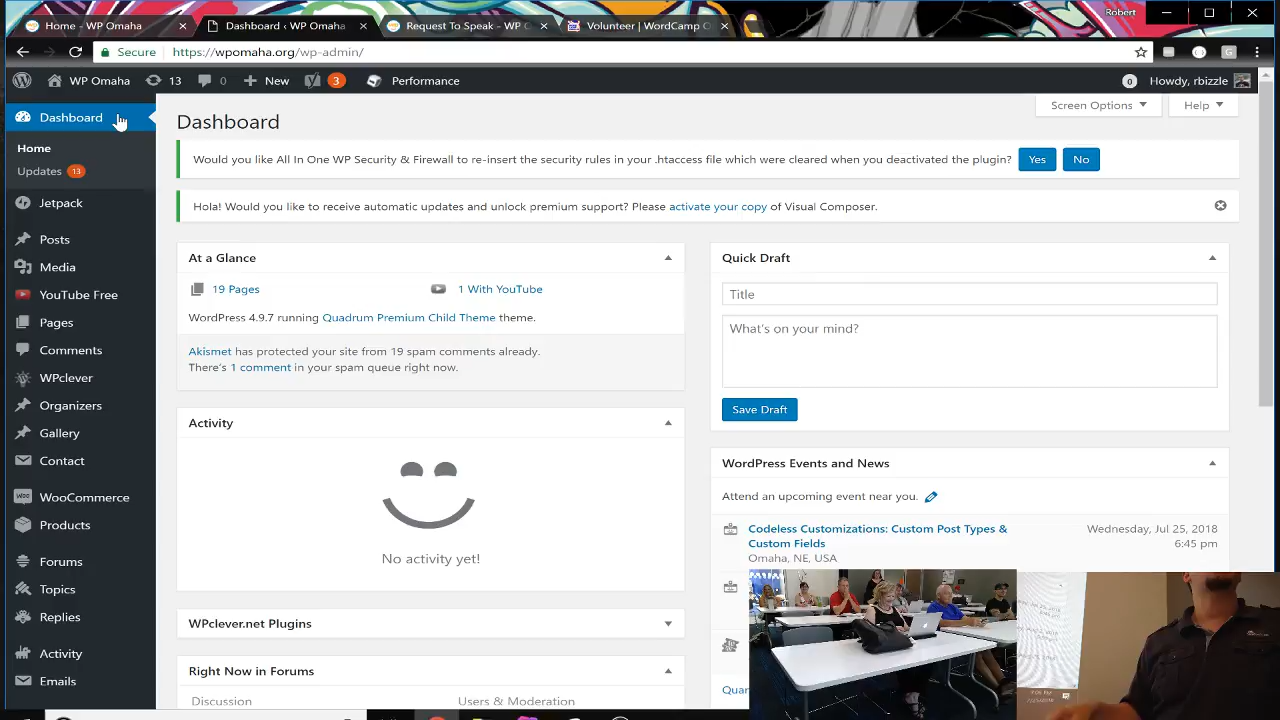 Home - WP Omaha
Dashboard ‹ WP Omaha
Request To Speak - WP C
Volunteer | WordCamp O
Robert
Secure
https://wpomaha.org/wp-admin/
WP Omaha
13
0
New
3
Performance
0
Howdy, rbizzle
Dashboard
Home
Updates 13
Jetpack
Posts
Media
YouTube Free
Pages
Comments
WPclever
Organizers
Gallery
Contact
WooCommerce
Products
Forums
Topics
Replies
Activity
Emails
Screen Options
Help
Dashboard
Would you like All In One WP Security & Firewall to re-insert the security rules in your .htaccess file which were cleared when you deactivated the plugin?
Yes
No
Hola! Would you like to receive automatic updates and unlock premium support? Please activate your copy of Visual Composer.
At a Glance
19 Pages
1 With YouTube
WordPress 4.9.7 running Quadrum Premium Child Theme theme.
Akismet has protected your site from 19 spam comments already.
There's 1 comment in your spam queue right now.
Activity
No activity yet!
WPclever.net Plugins
Right Now in Forums
Discussion
Users & Moderation
Quick Draft
Title
What's on your mind?
Save Draft
WordPress Events and News
Attend an upcoming event near you.
Codeless Customizations: Custom Post Types &
Custom Fields
Omaha, NE, USA
Wednesday, Jul 25, 2018
6:45 pm